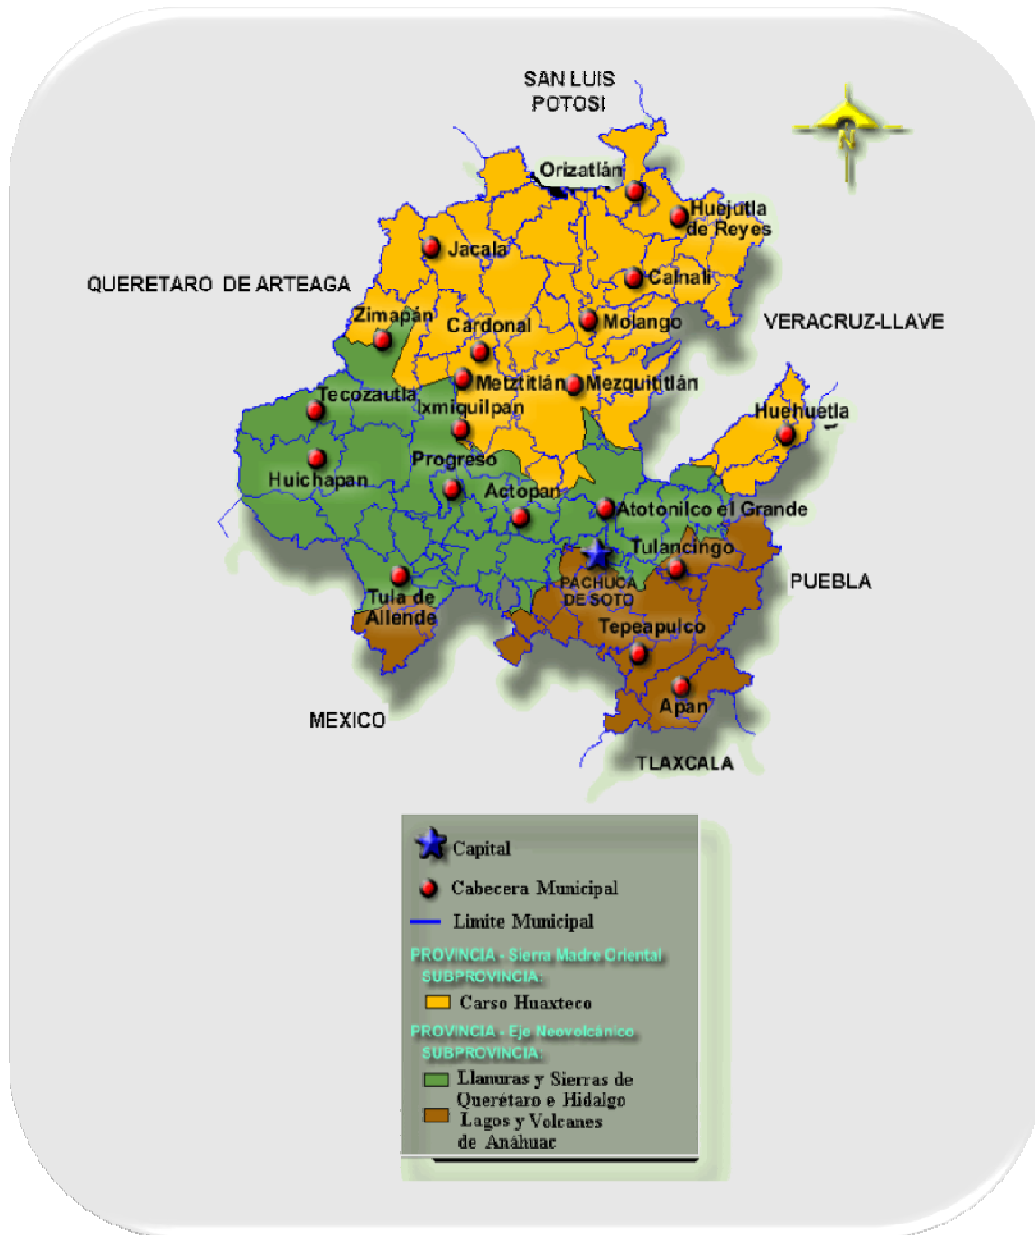 SAN LUIS
POTOSI
N
Orizatlán
Huejutla
de Reyes
Jacala
QUERETARO DE ARTEAGA
Calnali
Zimapán
Cardonal
Molango
VERACRUZ-LLAVE
Metztitlán
Mezquititlán
Tecozautla
Ixmiquilpan
Huehuetla
Progreso
Huichapan
Actopan
Atotonilco el Grande
Tulancingo
PACHUCA
DE SOTO
PUEBLA
Tula de
Allende
Tepeapulco
Apan
MEXICO
TLAXCALA
Capital
Cabecera Municipal
Limite Municipal
PROVINCIA - Sierra Madre Oriental
SUBPROVINCIA:
Carso Huaxteco
PROVINCIA - Eje Neovolcánico
SUBPROVINCIA:
Llanuras y Sierras de
Querétaro e Hidalgo
Lagos y Volcanes
de Anáhuac